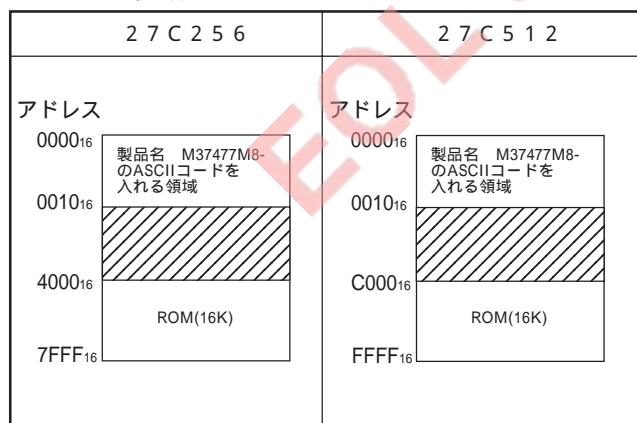 27C256
27C512
アドレス
0000₁₆
製品名 M37477M8-
のASCIIコードを
入れる領域
0010₁₆
4000₁₆
ROM(16K)
7FFF₁₆
アドレス
0000₁₆
製品名 M37477M8-
のASCIIコードを
入れる領域
0010₁₆
C000₁₆
ROM(16K)
FFFF₁₆
EOL